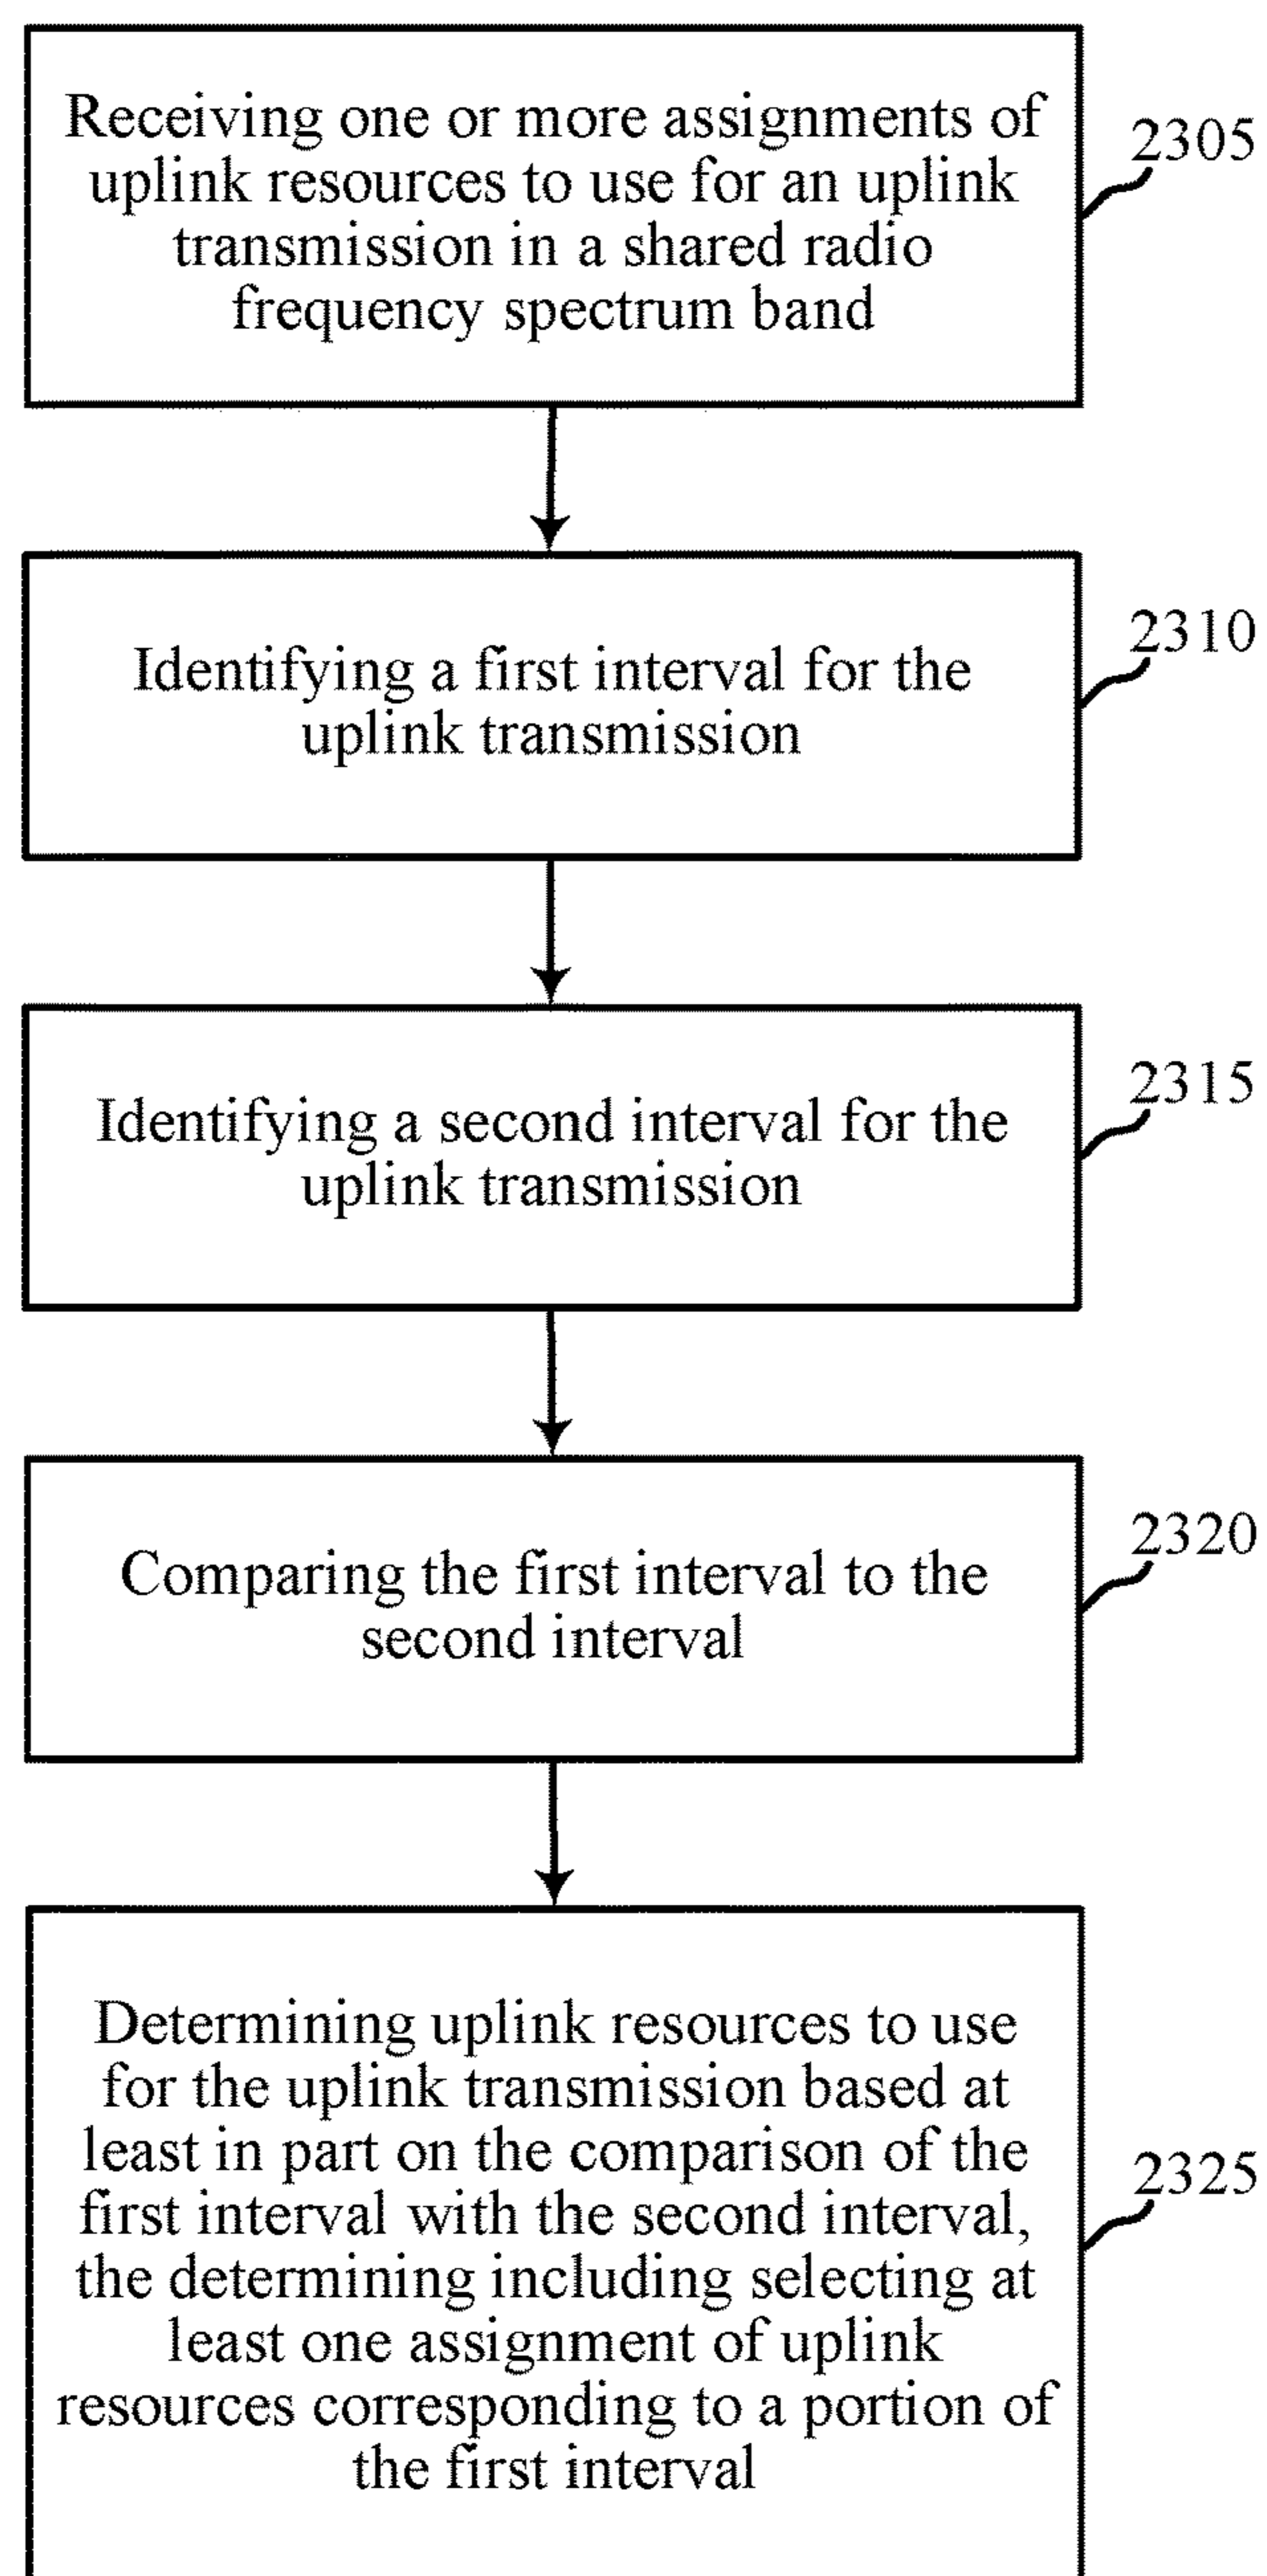 Receiving one or more assignments of
uplink resources to use for an uplink
transmission in a shared radio
frequency spectrum band
2305
Identifying a first interval for the
uplink transmission
2310
Identifying a second interval for the
uplink transmission
2315
Comparing the first interval to the
second interval
2320
Determining uplink resources to use
for the uplink transmission based at
least in part on the comparison of the
first interval with the second interval,
the determining including selecting at
least one assignment of uplink
resources corresponding to a portion of
the first interval
2325